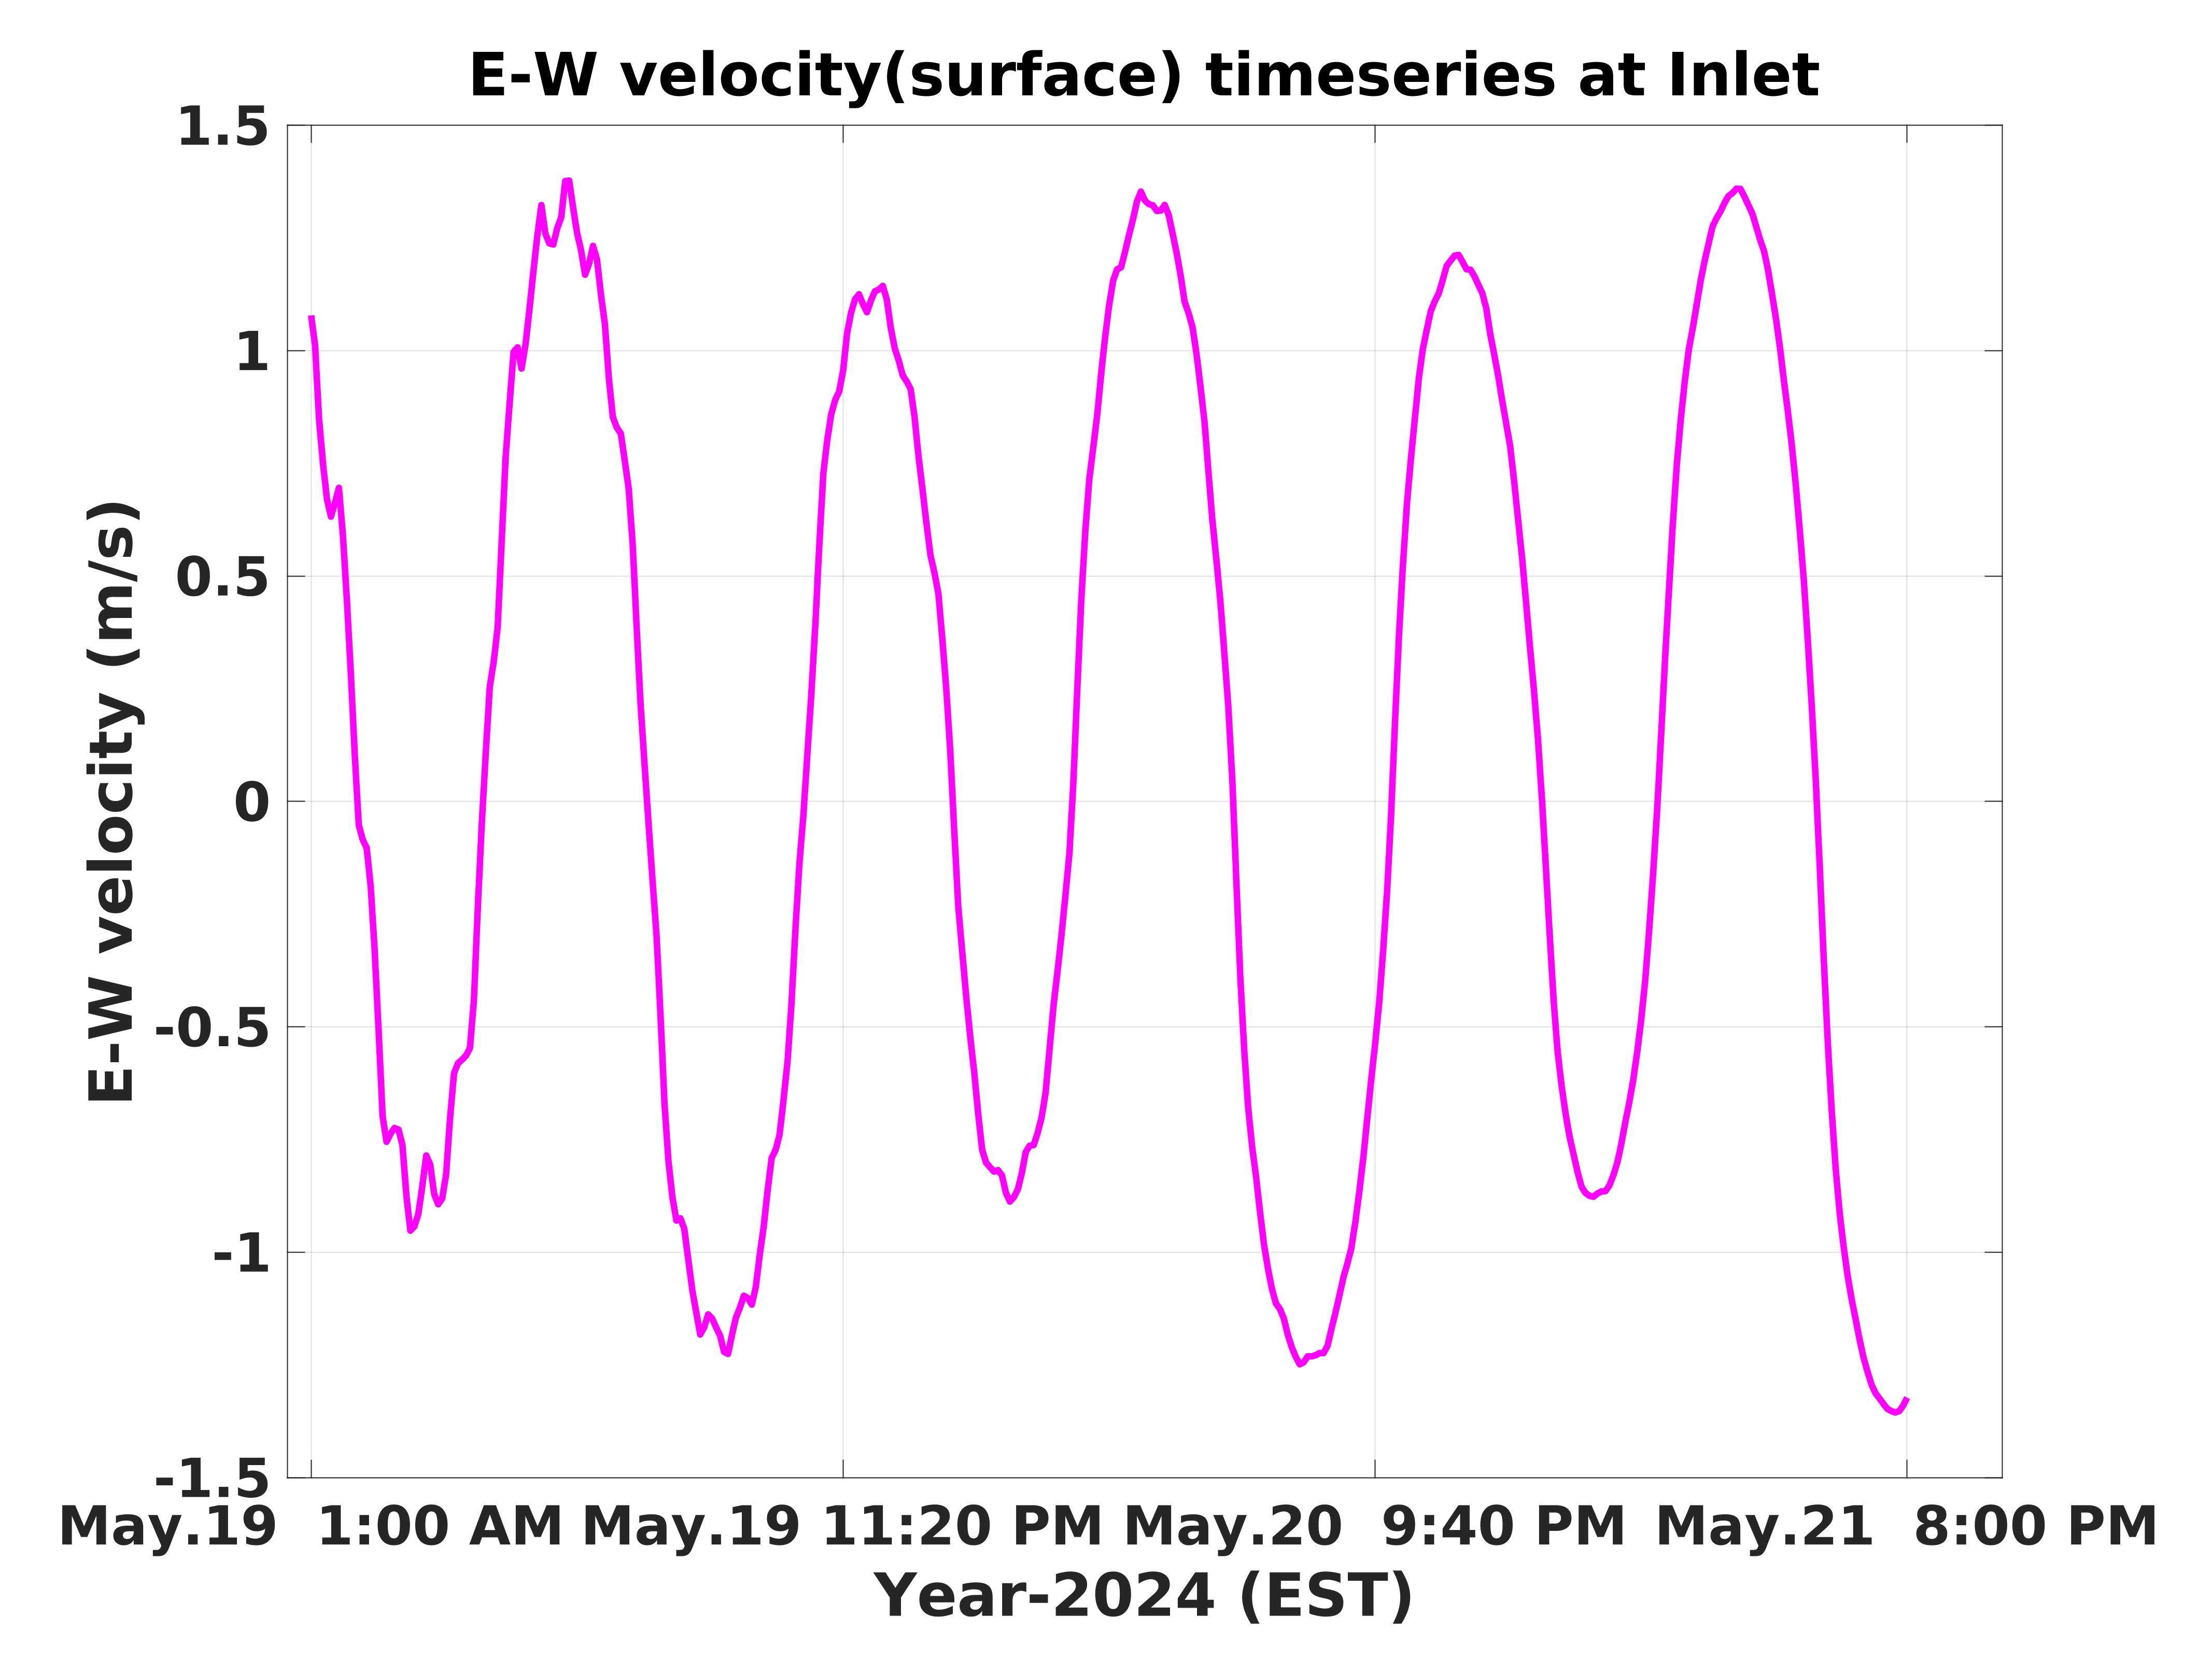 E-W velocity(surface) timeseries at Inlet
1.5
1
0.5
0
-0.5
-1
-1.5
E-W velocity (m/s)
May.19  1:00 AM May.19 11:20 PM May.20  9:40 PM May.21  8:00 PM
Year-2024 (EST)